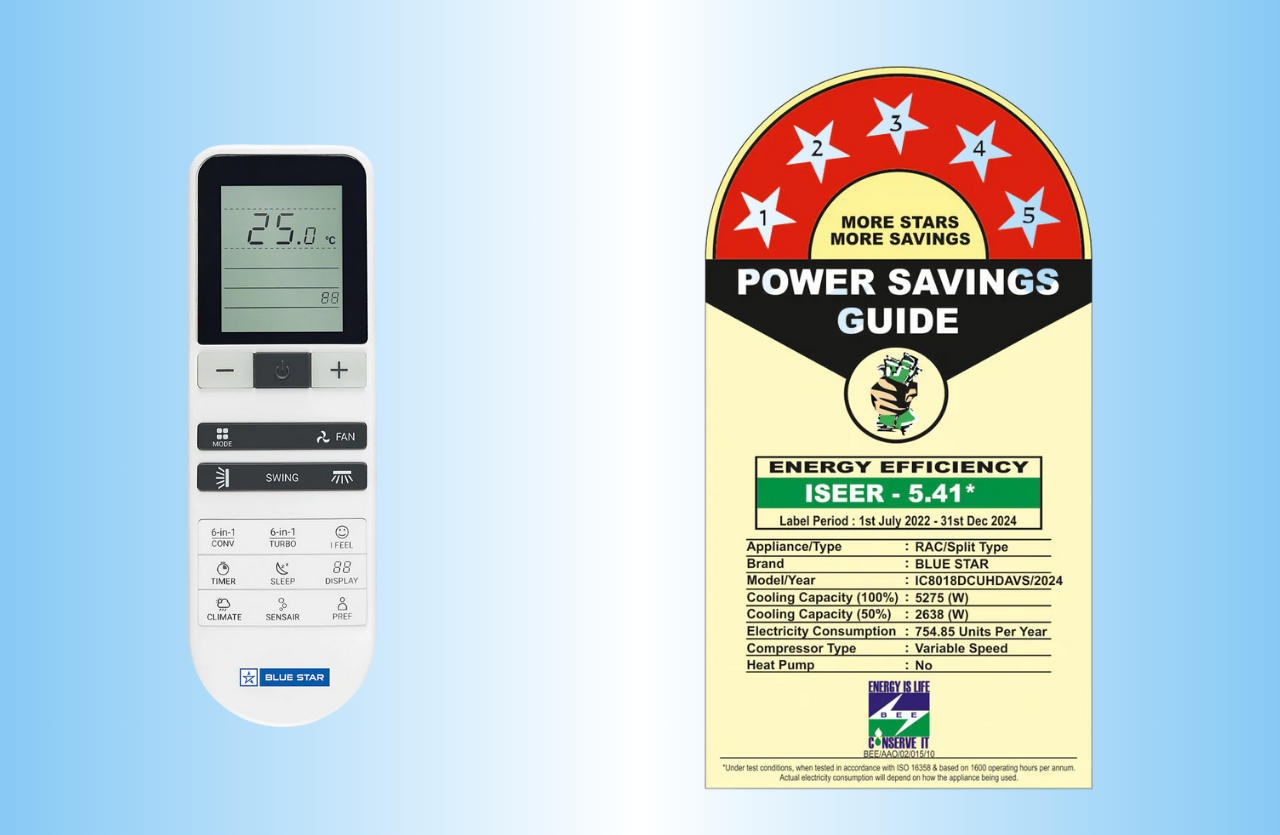 25.0 °C
88
MODE
FAN
SWING
6-in-1
CONV
6-in-1
TURBO
I FEEL
TIMER
SLEEP
88
DISPLAY
CLIMATE
SENSAIR
PREF
BLUE STAR
1
2
3
4
5
MORE STARS
MORE SAVINGS
POWER SAVINGS
GUIDE
ENERGY EFFICIENCY
ISEER - 5.41*
Label Period : 1st July 2022 - 31st Dec 2024
Appliance/Type : RAC/Split Type
Brand : BLUE STAR
Model/Year : IC8018DCUHDAVS/2024
Cooling Capacity (100%) : 5275 (W)
Cooling Capacity (50%) : 2638 (W)
Electricity Consumption : 754.85 Units Per Year
Compressor Type : Variable Speed
Heat Pump : No
ENERGY IS LIFE
BEE
CONSERVE IT
BEE/AAO/02/015/10
*Under test conditions, when tested in accordance with ISO 16358 & based on 1600 operating hours per annum.
Actual electricity consumption will depend on how the appliance being used.